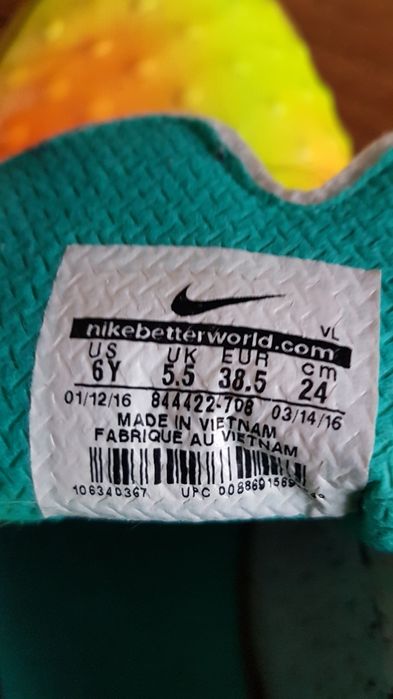 nikebetterworld.com VL
US UK EUR cm
6Y 5.5 38.5 24
01/12/16 844422-708 03/14/16
MADE IN VIETNAM
FABRIQUE AU VIETNAM
106340367 UPC